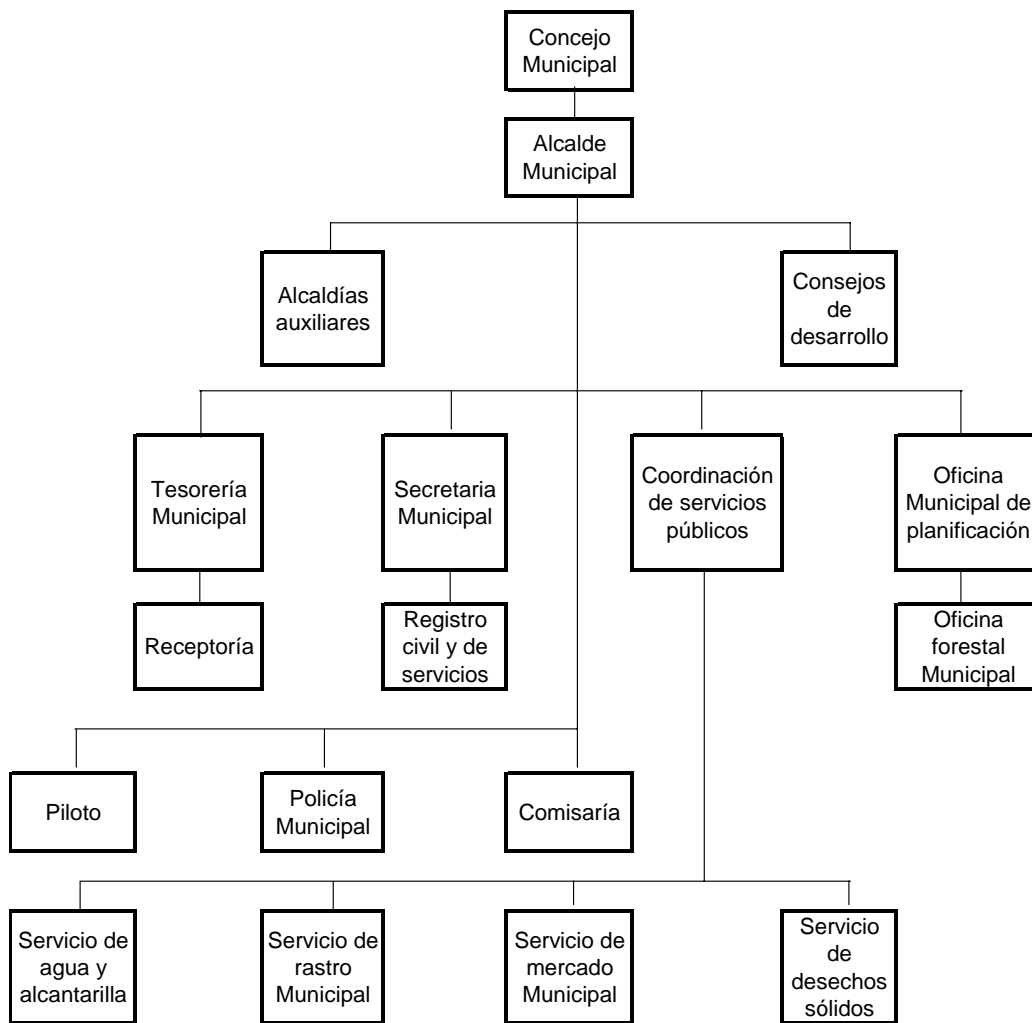 Concejo
Municipal
Alcalde
Municipal
Alcaldías
auxiliares
Consejos
de
desarrollo
Tesorería
Municipal
Secretaria
Municipal
Coordinación
de servicios
públicos
Oficina
Municipal de
planificación
Receptoría
Registro
civil y de
servicios
Oficina
forestal
Municipal
Piloto
Policía
Municipal
Comisaría
Servicio de
agua y
alcantarilla
Servicio de
rastro
Municipal
Servicio de
mercado
Municipal
Servicio
de
desechos
sólidos